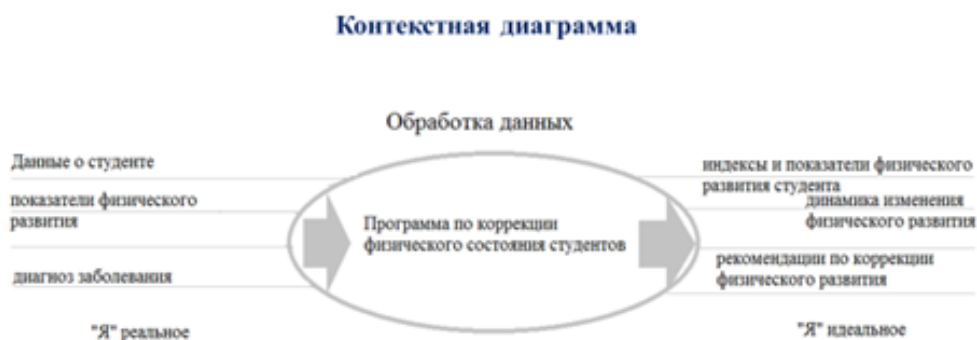 Контекстная диаграмма
Обработка данных
Данные о студенте
показатели физического
развития
диагноз заболевания
"Я" реальное
Программа по коррекции
физического состояния студентов
индексы и показатели физического
развития студента
динамика изменения
физического развития
рекомендации по коррекции
физического развития
"Я" идеальное